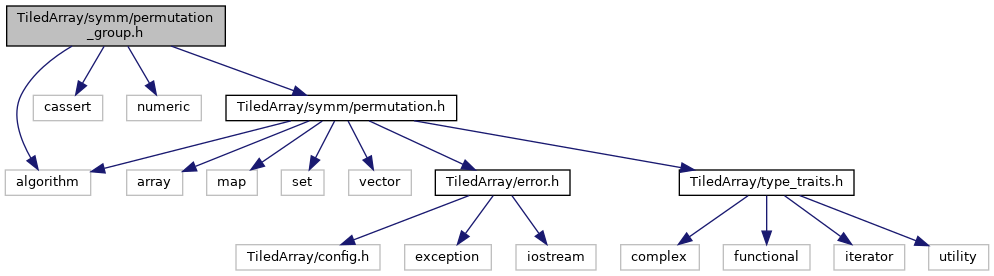 TiledArray/symm/permutation
_group.h
cassert
numeric
TiledArray/symm/permutation.h
algorithm
array
map
set
vector
TiledArray/error.h
TiledArray/type_traits.h
TiledArray/config.h
exception
iostream
complex
functional
iterator
utility